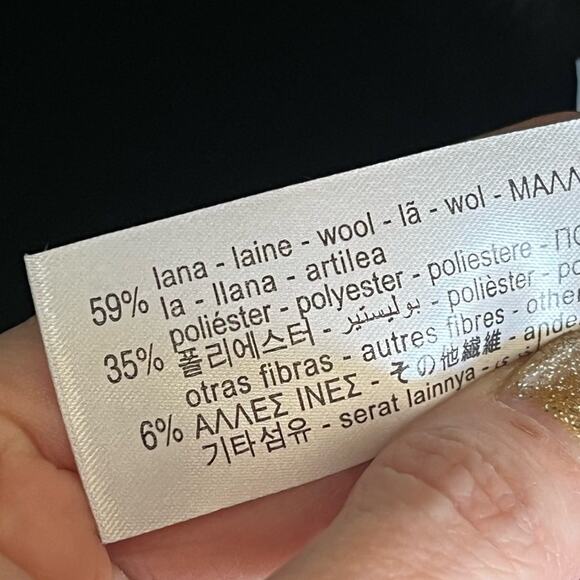 59% lana - laine - wool - lã - wol - ΜΑΛΛ
la - llana - artilea
poliéster - polyester - poliestere - ΠΟ
35% 폴리에스터 - بوليستير - polièster - po
otras fibras - autres fibres - other
6% ΑΛΛΕΣ ΙΝΕΣ - その他繊維 - ande
기타섬유 - serat lainnya -